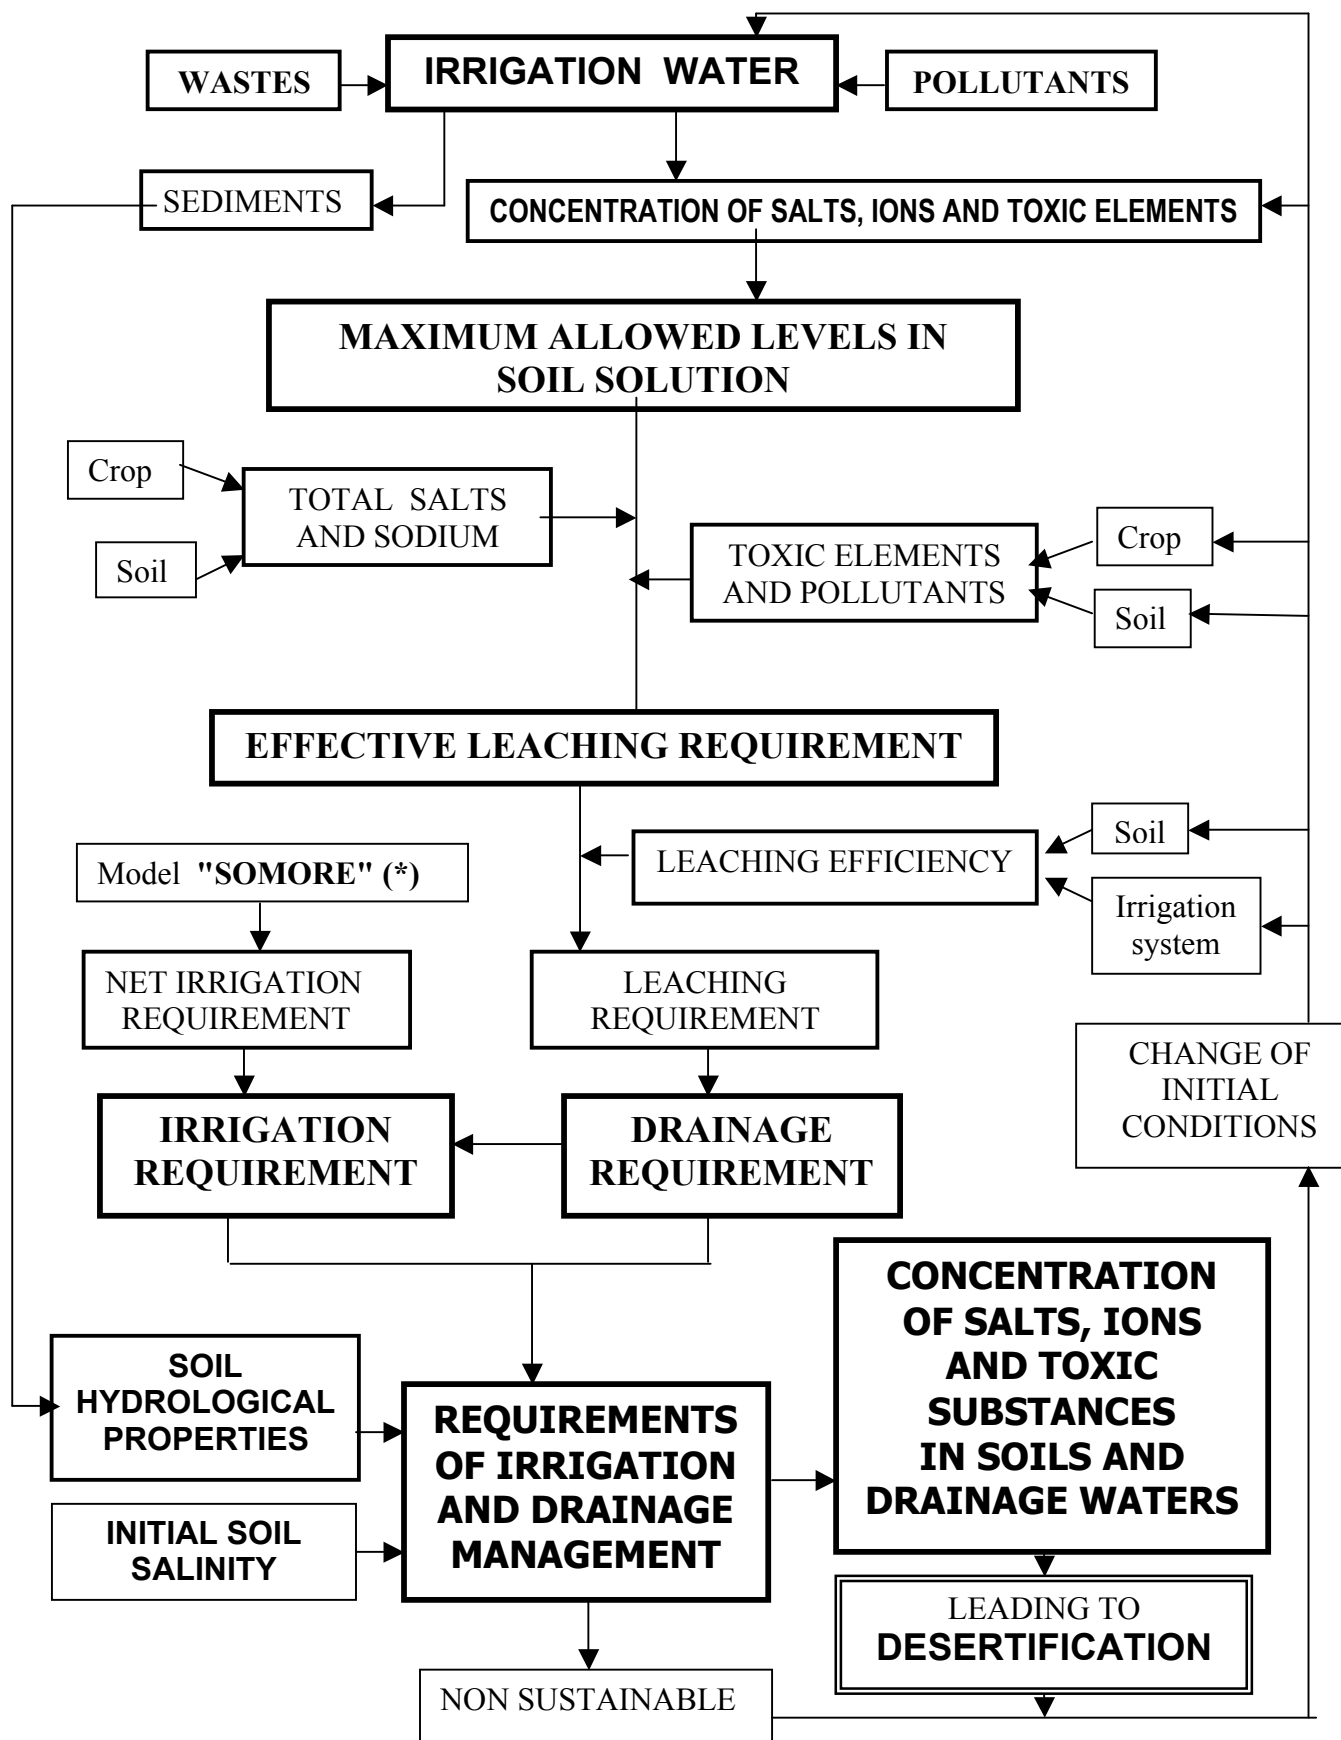 IRRIGATION WATER
WASTES
POLLUTANTS
SEDIMENTS
CONCENTRATION OF SALTS, IONS AND TOXIC ELEMENTS
MAXIMUM ALLOWED LEVELS IN
SOIL SOLUTION
Crop
TOTAL SALTS
AND SODIUM
Soil
TOXIC ELEMENTS
AND POLLUTANTS
Crop
Soil
EFFECTIVE LEACHING REQUIREMENT
Model "SOMORE" (*)
LEACHING EFFICIENCY
Soil
Irrigation
system
NET IRRIGATION
REQUIREMENT
LEACHING
REQUIREMENT
CHANGE OF
INITIAL
CONDITIONS
IRRIGATION
REQUIREMENT
DRAINAGE
REQUIREMENT
CONCENTRATION
OF SALTS, IONS
AND TOXIC
SUBSTANCES
IN SOILS AND
DRAINAGE WATERS
SOIL
HYDROLOGICAL
PROPERTIES
REQUIREMENTS
OF IRRIGATION
AND DRAINAGE
MANAGEMENT
INITIAL SOIL
SALINITY
LEADING TO
DESERTIFICATION
NON SUSTAINABLE